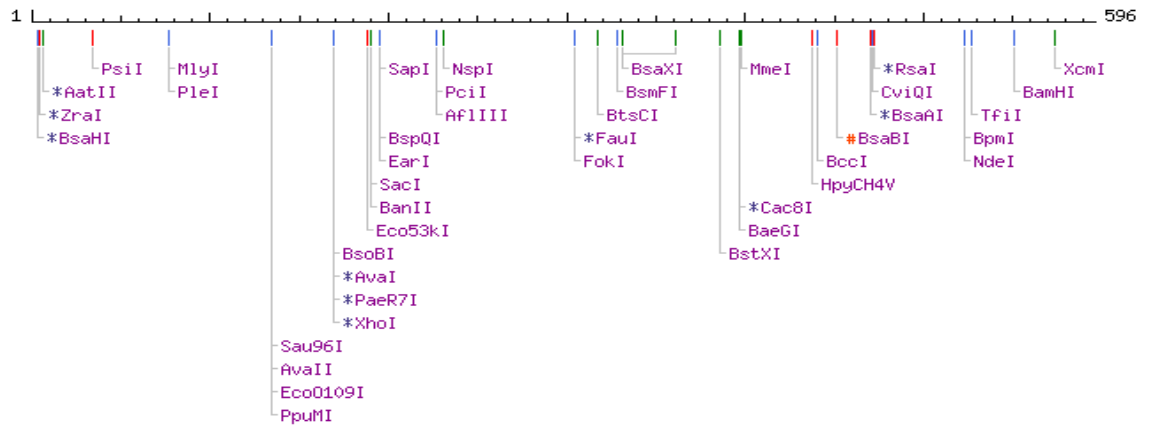 1 596
PsiI MlyI SapI NspI BsaXI MmeI *RsaI XcmI
*AatII PleI PciI BsmFI CviQI BamHI
*ZraI AflIII BtsCI *BsaAI TfiI
*BsaHI BspQI *FauI #BsaBI BpmI
EarI FokI BccI NdeI
SacI HpyCH4V
BanII *Cac8I
Eco53kI BaeGI
BsoBI BstXI
*AvaI
*PaeR7I
*XhoI
Sau96I
AvaII
EcoO109I
PpuMI